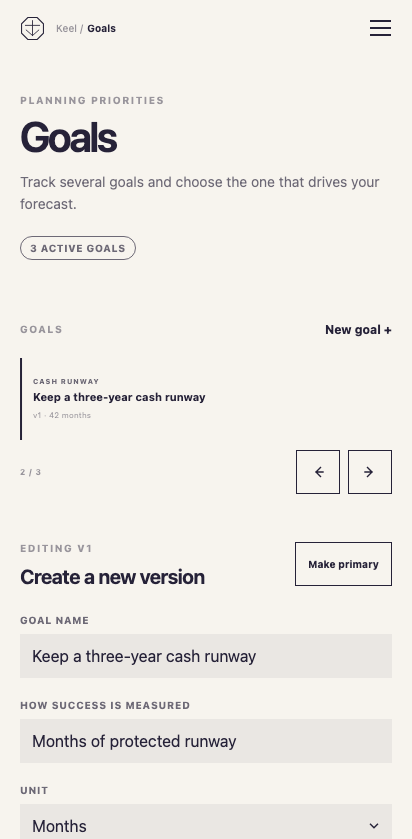 Keel / Goals
PLANNING PRIORITIES
Goals
Track several goals and choose the one that drives your
forecast.
3 ACTIVE GOALS
GOALS
New goal +
CASH RUNWAY
Keep a three-year cash runway
v1 · 42 months
2 / 3
EDITING V1
Create a new version
Make primary
GOAL NAME
Keep a three-year cash runway
HOW SUCCESS IS MEASURED
Months of protected runway
UNIT
Months